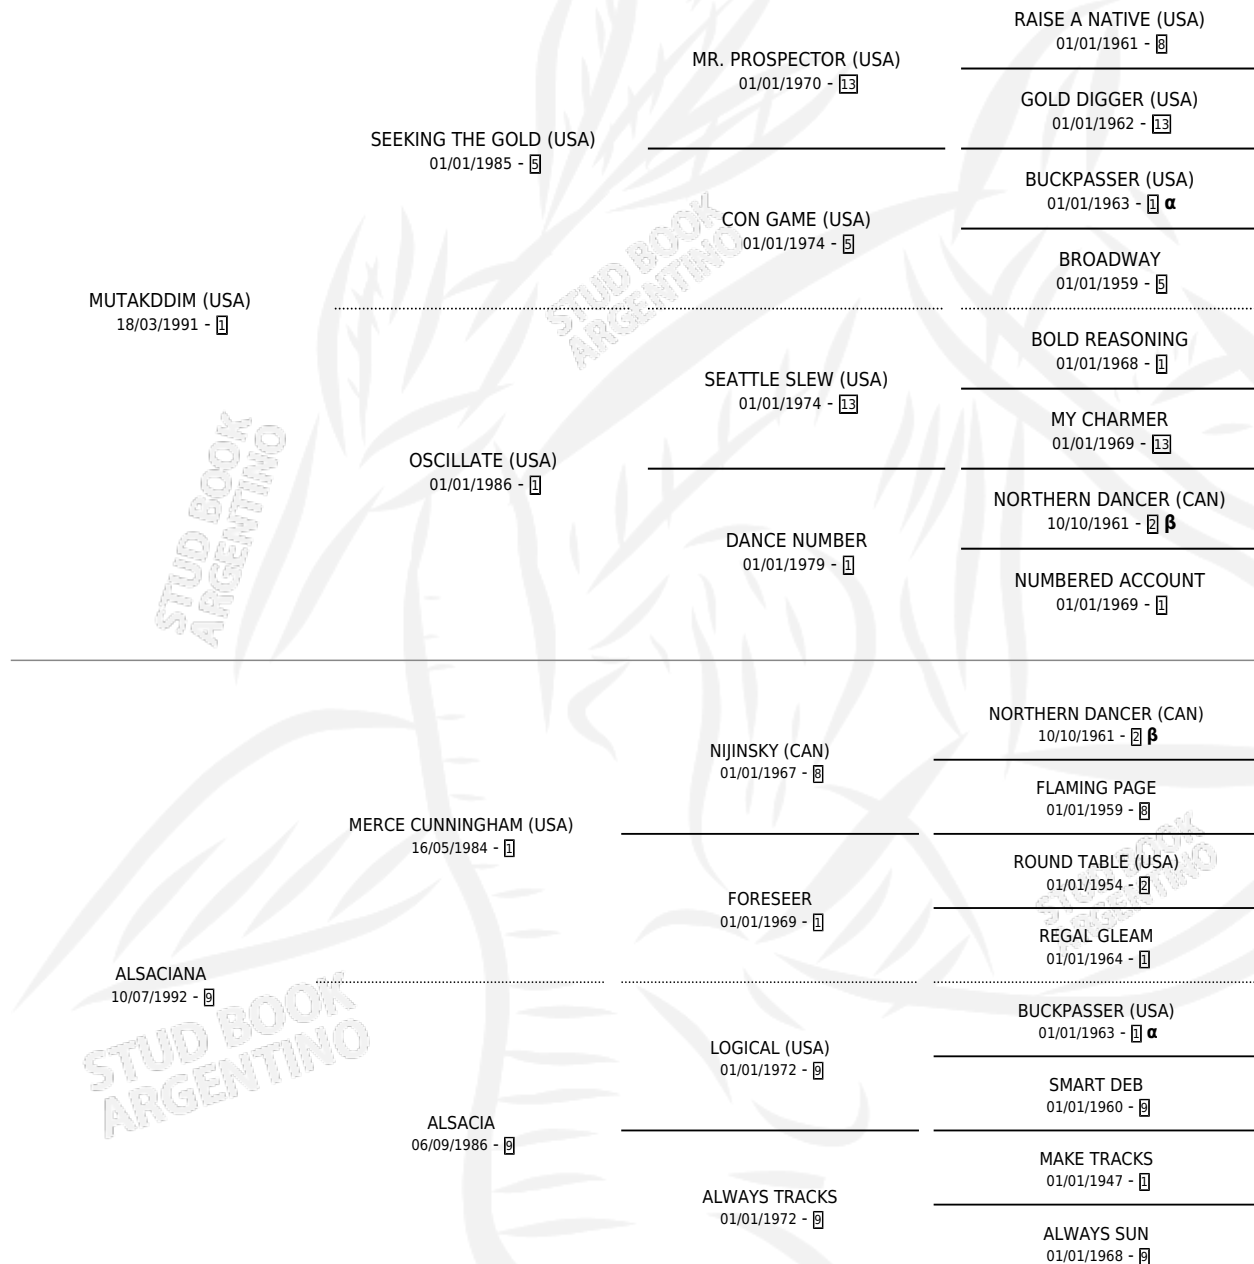 RAISE A NATIVE (USA)
01/01/1961 - 8
MR. PROSPECTOR (USA)
01/01/1970 - 13
GOLD DIGGER (USA)
01/01/1962 - 13
SEEKING THE GOLD (USA)
01/01/1985 - 5
BUCKPASSER (USA)
01/01/1963 - 1 α
CON GAME (USA)
01/01/1974 - 5
BROADWAY
01/01/1959 - 5
MUTAKDDIM (USA)
18/03/1991 - 1
BOLD REASONING
01/01/1968 - 1
SEATTLE SLEW (USA)
01/01/1974 - 13
MY CHARMER
01/01/1969 - 13
OSCILLATE (USA)
01/01/1986 - 1
NORTHERN DANCER (CAN)
10/10/1961 - 2 β
DANCE NUMBER
01/01/1979 - 1
NUMBERED ACCOUNT
01/01/1969 - 1
NORTHERN DANCER (CAN)
10/10/1961 - 2 β
NIJINSKY (CAN)
01/01/1967 - 8
FLAMING PAGE
01/01/1959 - 8
MERCE CUNNINGHAM (USA)
16/05/1984 - 1
ROUND TABLE (USA)
01/01/1954 - 2
FORESEER
01/01/1969 - 1
REGAL GLEAM
01/01/1964 - 1
ALSACIANA
10/07/1992 - 9
BUCKPASSER (USA)
01/01/1963 - 1 α
LOGICAL (USA)
01/01/1972 - 9
SMART DEB
01/01/1960 - 9
ALSACIA
06/09/1986 - 9
MAKE TRACKS
01/01/1947 - 1
ALWAYS TRACKS
01/01/1972 - 9
ALWAYS SUN
01/01/1968 - 9
STUD BOOK
ARGENTINO
STUD BOOK
ARGENTINO
STUD BOOK
ARGENTINO
STUD BOOK
ARGENTINO